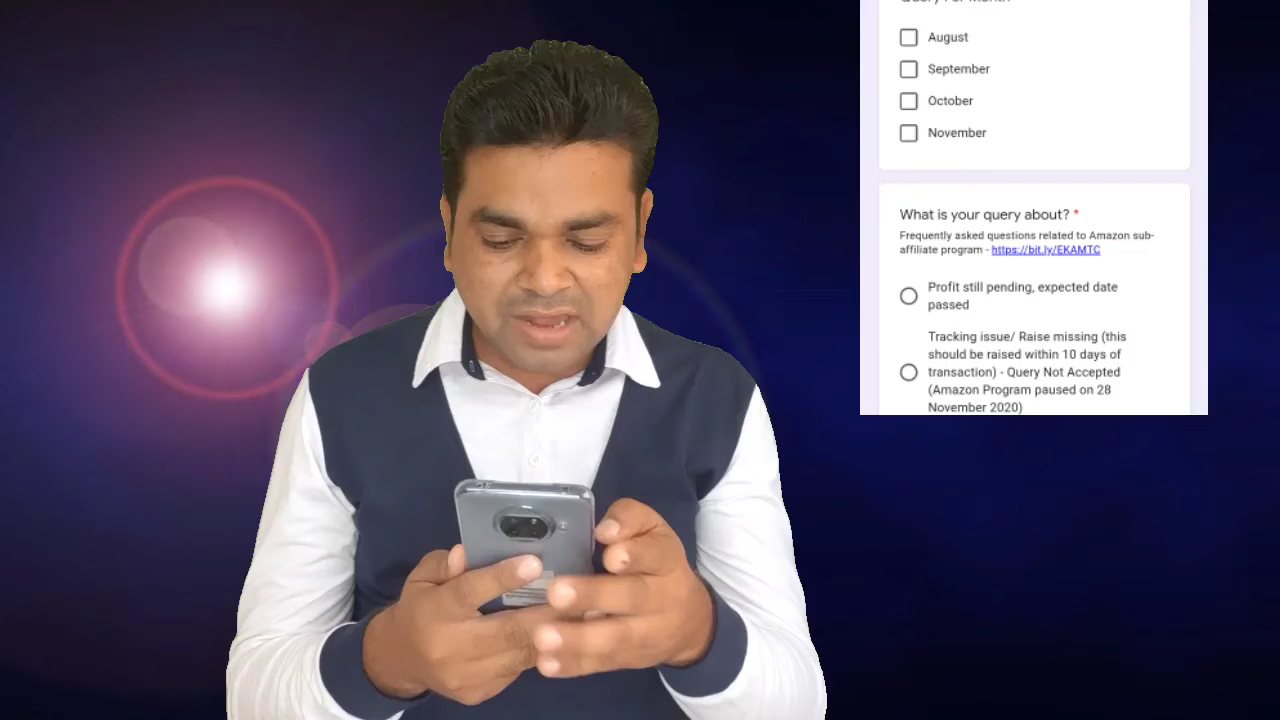 August
September
October
November
What is your query about? *
Frequently asked questions related to Amazon sub-
affiliate program - https://bit.ly/EKAMTC
Profit still pending, expected date
passed
Tracking issue/ Raise missing (this
should be raised within 10 days of
transaction) - Query Not Accepted
(Amazon Program paused on 28
November 2020)